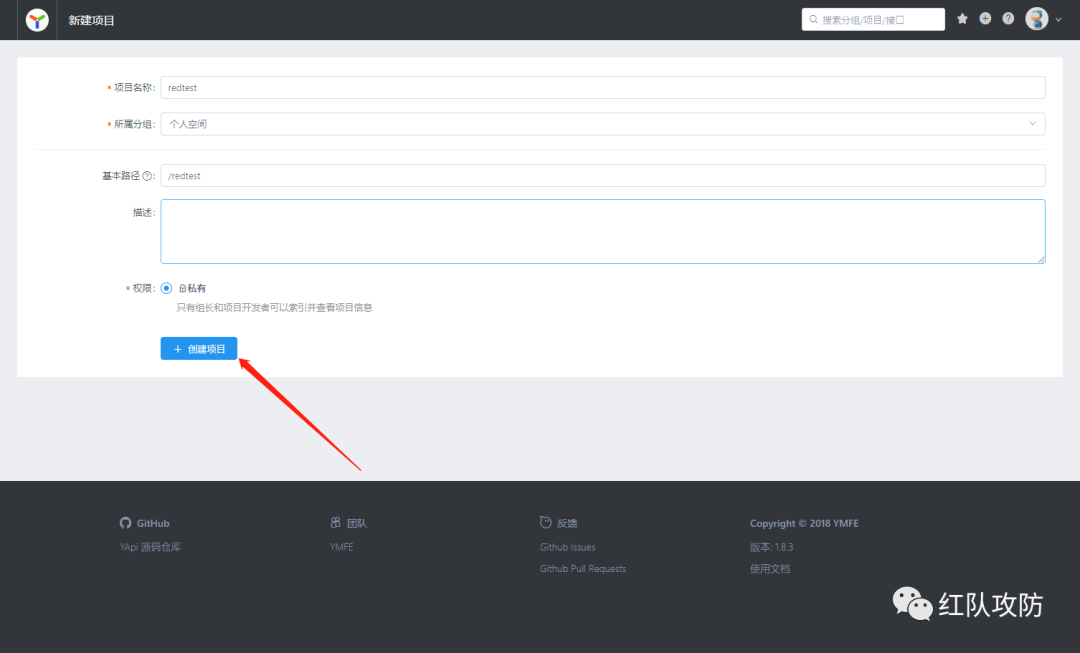 新建项目
搜索分组/项目/接口
* 项目名称: redtest
* 所属分组: 个人空间
基本路径 ? : /redtest
描述:
* 权限: 私有
只有组长和项目开发者可以索引并查看项目信息
+ 创建项目
GitHub
YApi 源码仓库
团队
YMFE
反馈
Github Issues
Github Pull Requests
Copyright © 2018 YMFE
版本: 1.8.3
使用文档
红队攻防